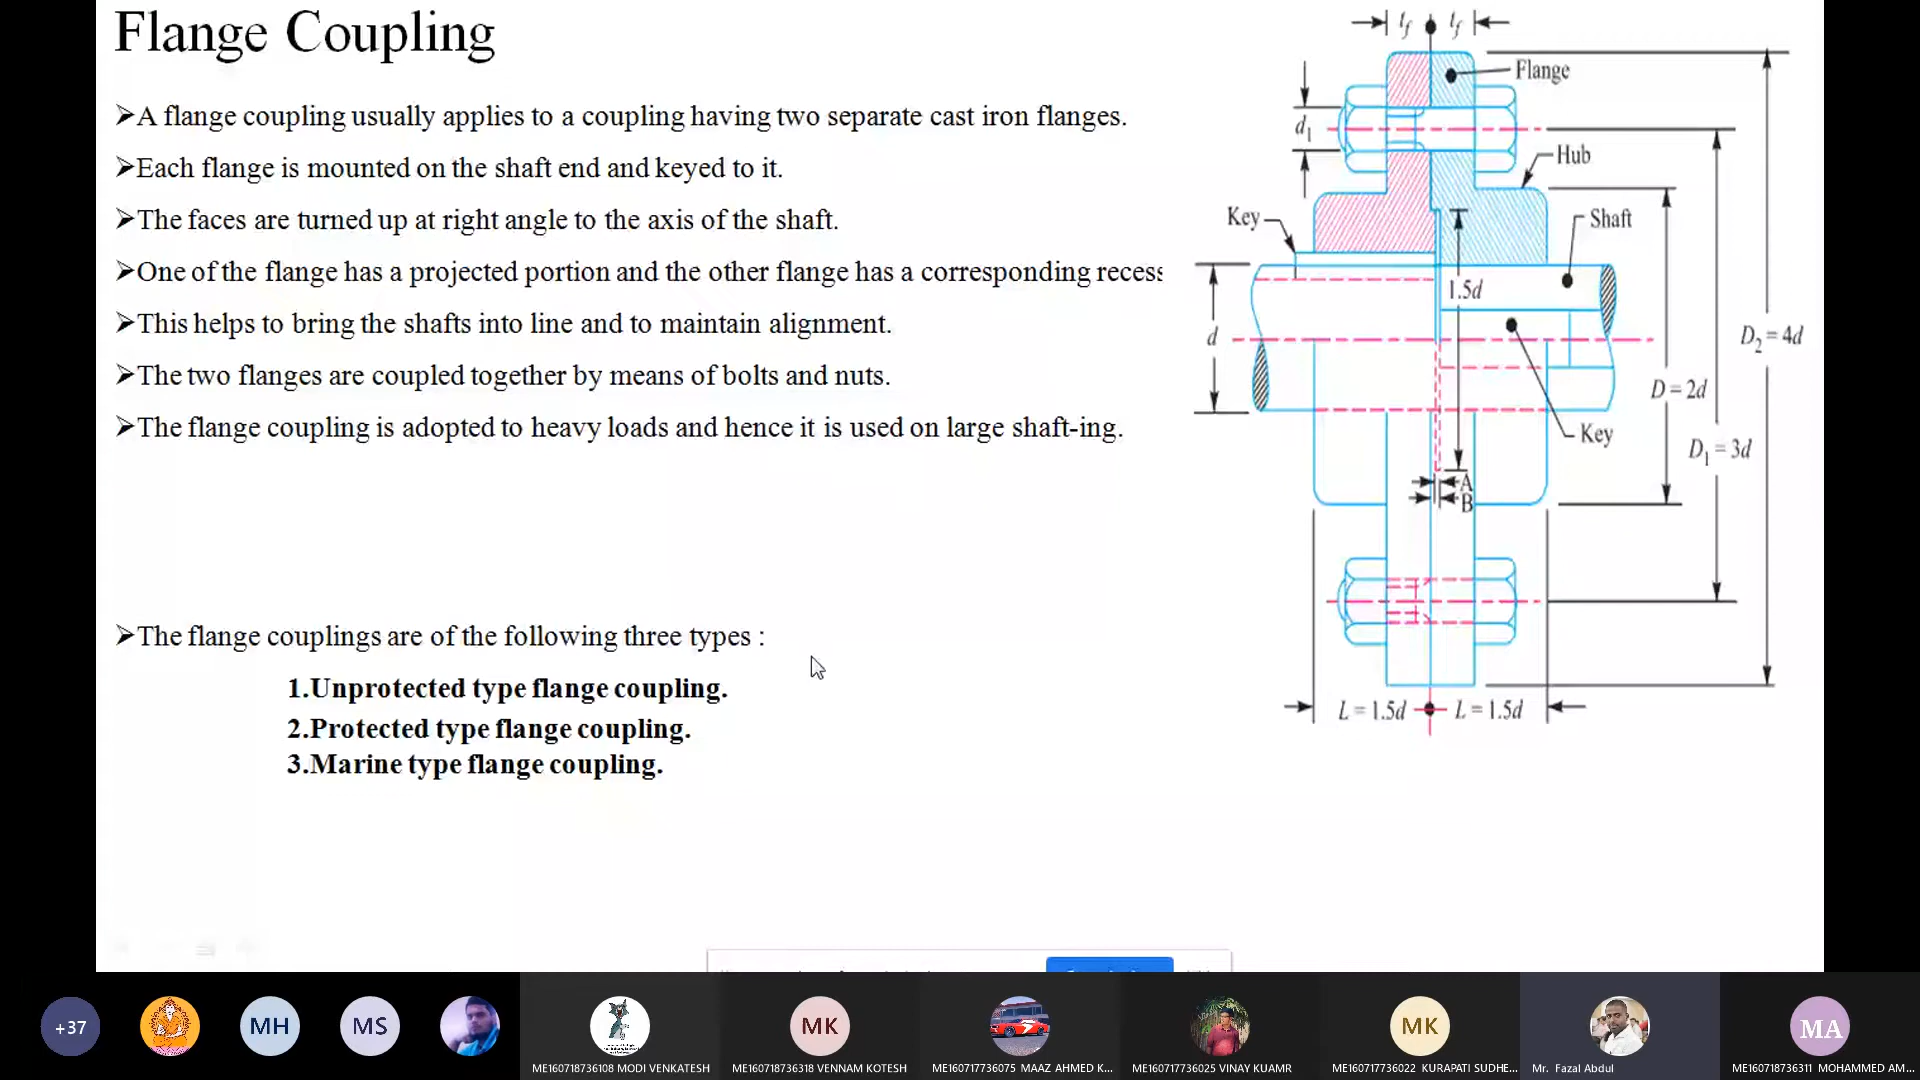 Flange Coupling
➢A flange coupling usually applies to a coupling having two separate cast iron flanges.
➢Each flange is mounted on the shaft end and keyed to it.
➢The faces are turned up at right angle to the axis of the shaft.
➢One of the flange has a projected portion and the other flange has a corresponding recess
➢This helps to bring the shafts into line and to maintain alignment.
➢The two flanges are coupled together by means of bolts and nuts.
➢The flange coupling is adopted to heavy loads and hence it is used on large shaft-ing.
➢The flange couplings are of the following three types :
1.Unprotected type flange coupling.
2.Protected type flange coupling.
3.Marine type flange coupling.
tf tf
Flange
d1
Hub
Key
Shaft
1.5d
d
D2 = 4d
D = 2d
Key
D1 = 3d
A
B
L = 1.5d L = 1.5d
+37
MH
MS
MK
MK
MA
ME160718736108 MODI VENKATESH
ME160718736318 VENNAM KOTESH
ME160717736075 MAAZ AHMED K...
ME160717736025 VINAY KUAMR
ME160717736022 KURAPATI SUDHE...
Mr. Fazal Abdul
ME160718736311 MOHAMMED AM...